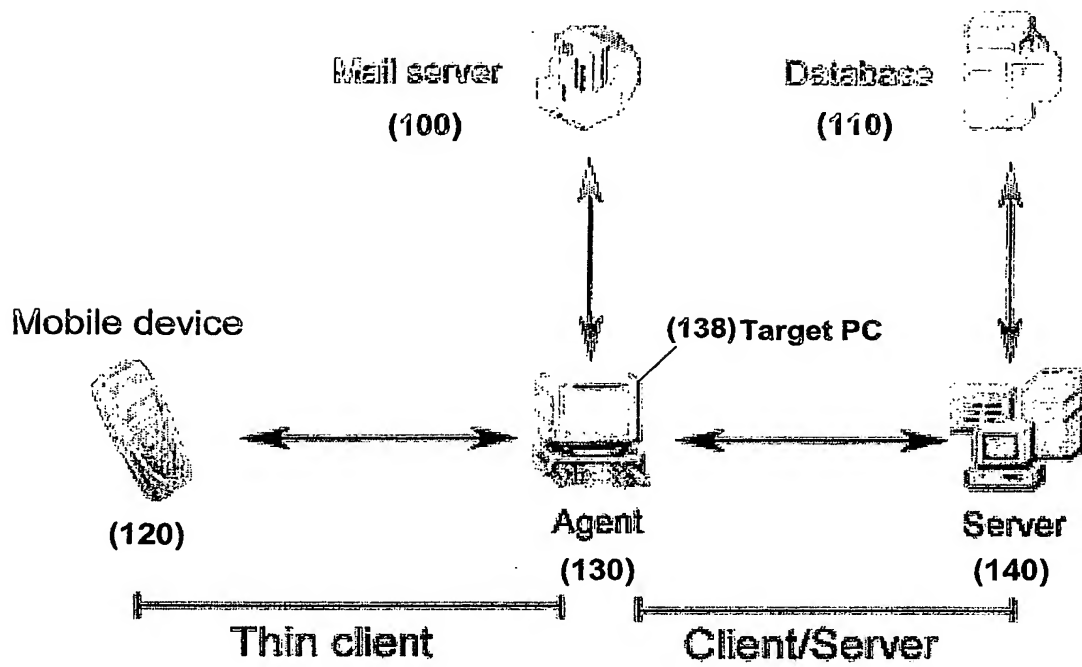 Mail server
(100)
Database
(110)
Mobile device
(138) Target PC
(120)
Agent
(130)
Server
(140)
Thin client
Client/Server